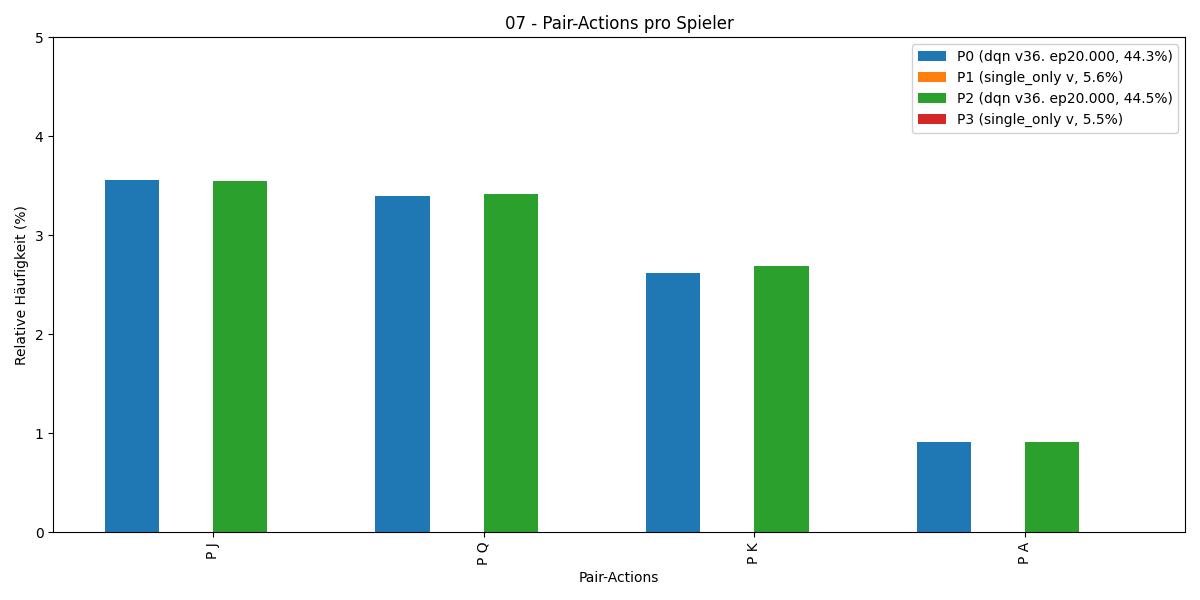 07 - Pair-Actions pro Spieler
P0 (dqn v36. ep20.000, 44.3%)
P1 (single_only v, 5.6%)
P2 (dqn v36. ep20.000, 44.5%)
P3 (single_only v, 5.5%)
Relative Häufigkeit (%)
5
4
3
2
1
0
P J
P Q
P K
P A
Pair-Actions